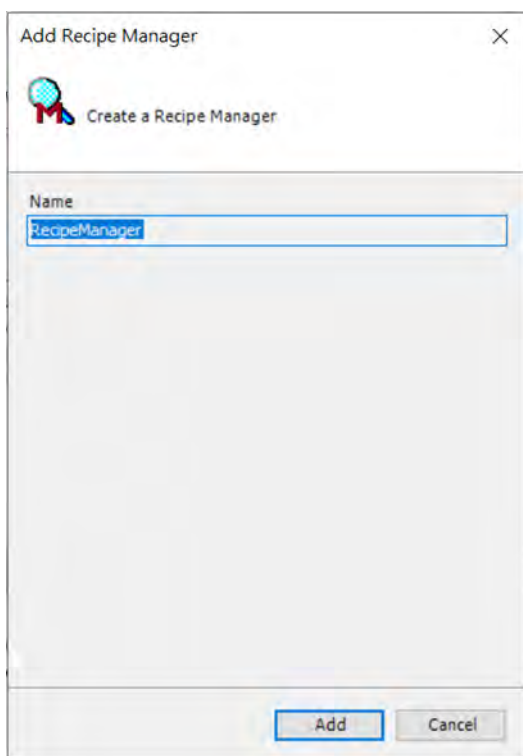 Add Recipe Manager
Create a Recipe Manager
Name
RecipeManager
Add
Cancel